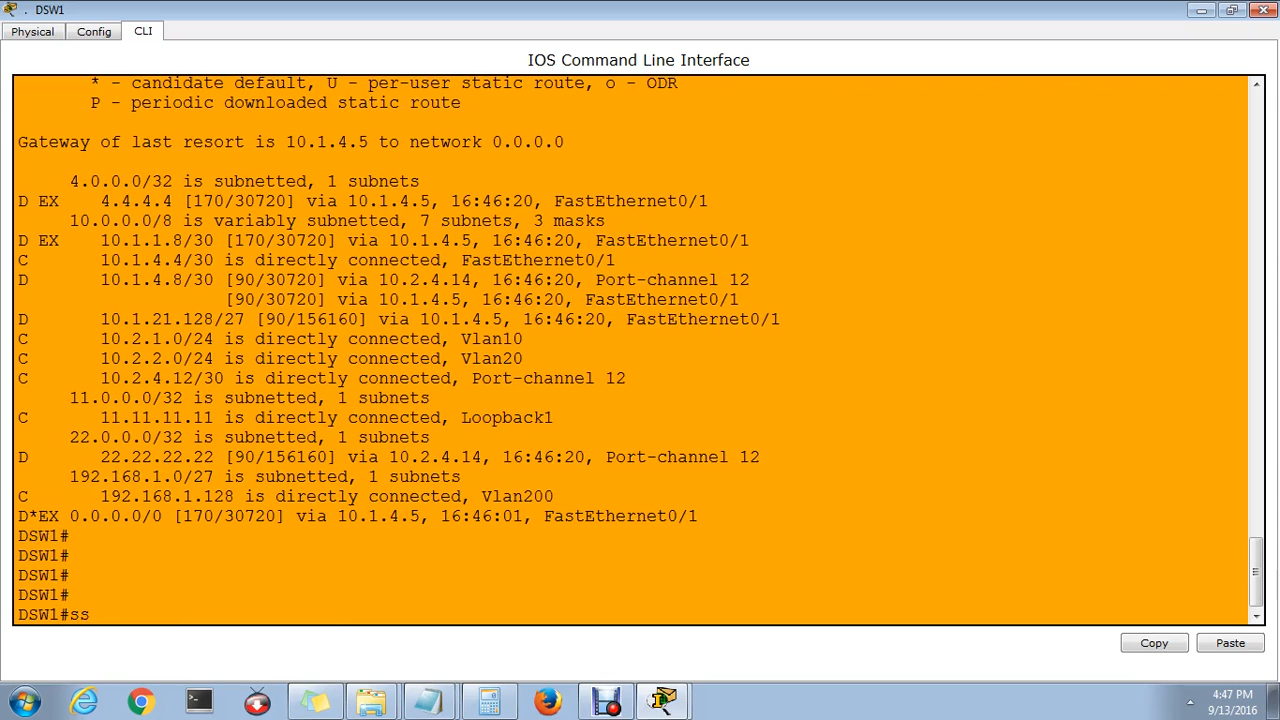 . DSW1
Physical Config CLI
IOS Command Line Interface
* - candidate default, U - per-user static route, o - ODR
P - periodic downloaded static route
Gateway of last resort is 10.1.4.5 to network 0.0.0.0
4.0.0.0/32 is subnetted, 1 subnets
D EX 4.4.4.4 [170/30720] via 10.1.4.5, 16:46:20, FastEthernet0/1
10.0.0.0/8 is variably subnetted, 7 subnets, 3 masks
D EX 10.1.1.8/30 [170/30720] via 10.1.4.5, 16:46:20, FastEthernet0/1
C 10.1.4.4/30 is directly connected, FastEthernet0/1
D 10.1.4.8/30 [90/30720] via 10.2.4.14, 16:46:20, Port-channel 12
[90/30720] via 10.1.4.5, 16:46:20, FastEthernet0/1
D 10.1.21.128/27 [90/156160] via 10.1.4.5, 16:46:20, FastEthernet0/1
C 10.2.1.0/24 is directly connected, Vlan10
C 10.2.2.0/24 is directly connected, Vlan20
C 10.2.4.12/30 is directly connected, Port-channel 12
11.0.0.0/32 is subnetted, 1 subnets
C 11.11.11.11 is directly connected, Loopback1
22.0.0.0/32 is subnetted, 1 subnets
D 22.22.22.22 [90/156160] via 10.2.4.14, 16:46:20, Port-channel 12
192.168.1.0/27 is subnetted, 1 subnets
C 192.168.1.128 is directly connected, Vlan200
D*EX 0.0.0.0/0 [170/30720] via 10.1.4.5, 16:46:01, FastEthernet0/1
DSW1#
DSW1#
DSW1#
DSW1#
DSW1#ss
Copy Paste
4:47 PM
9/13/2016